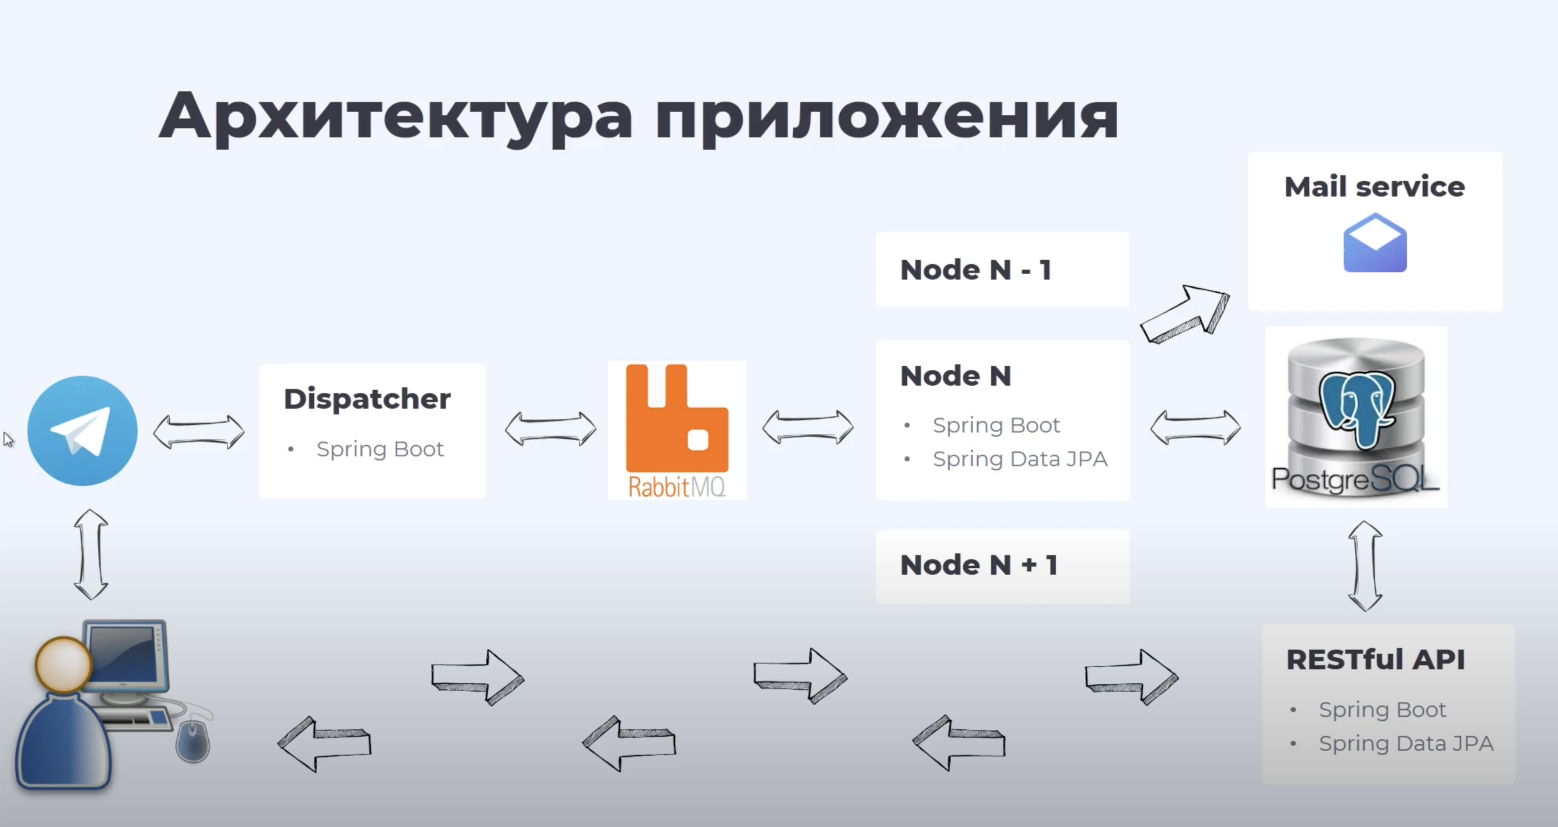 Архитектура приложения
Mail service
Node N - 1
Node N
• Spring Boot
• Spring Data JPA
Dispatcher
• Spring Boot
RabbitMQ
PostgreSQL
Node N + 1
RESTful API
• Spring Boot
• Spring Data JPA